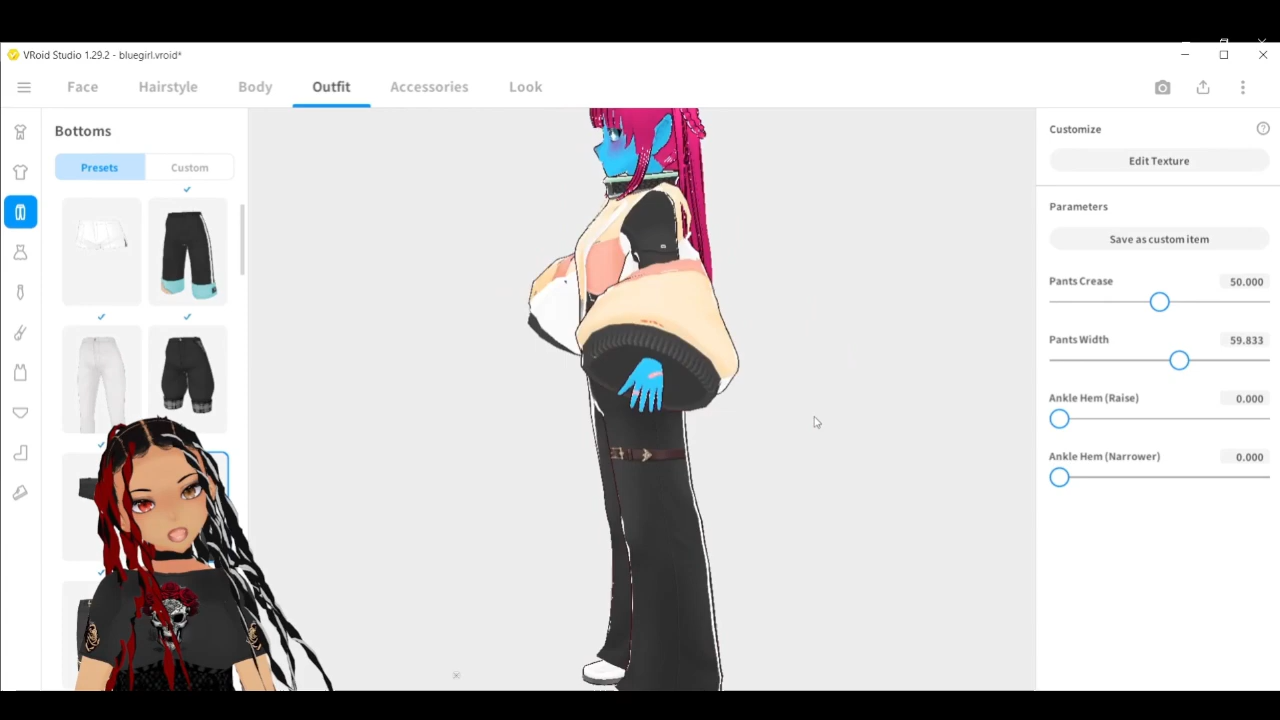 VRoid Studio 1.29.2 - bluegirl.vroid*
Face Hairstyle Body Outfit Accessories Look
Bottoms
Presets Custom
Customize
Edit Texture
Parameters
Save as custom item
Pants Crease 50.000
Pants Width 59.833
Ankle Hem (Raise) 0.000
Ankle Hem (Narrower) 0.000